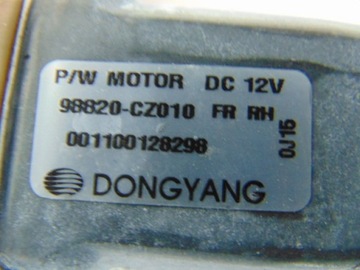 P/W MOTOR DC 12V
98820-CZ010 FR RH
001100128298
0J15
DONGYANG